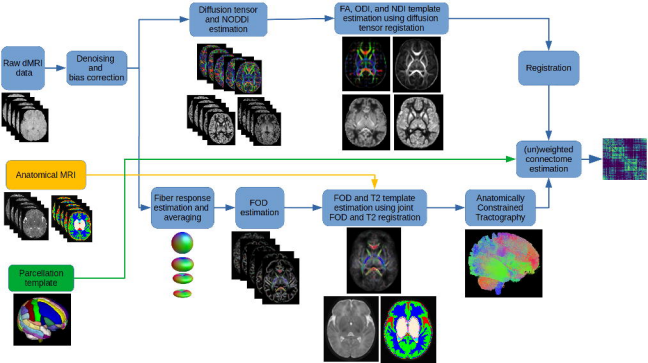 Diffusion tensor
and NODDI
estimation
FA, ODI, and NDI template
estimation using diffusion
tensor registation
Raw dMRI
data
Denoising
and
bias correction
Registration
(un)weighted
connectome
estimation
Anatomical MRI
Fiber response
estimation and
averaging
FOD
estimation
FOD and T2 template
estimation using joint
FOD and T2 registration
Anatomically
Constrained
Tractography
Parcellation
template